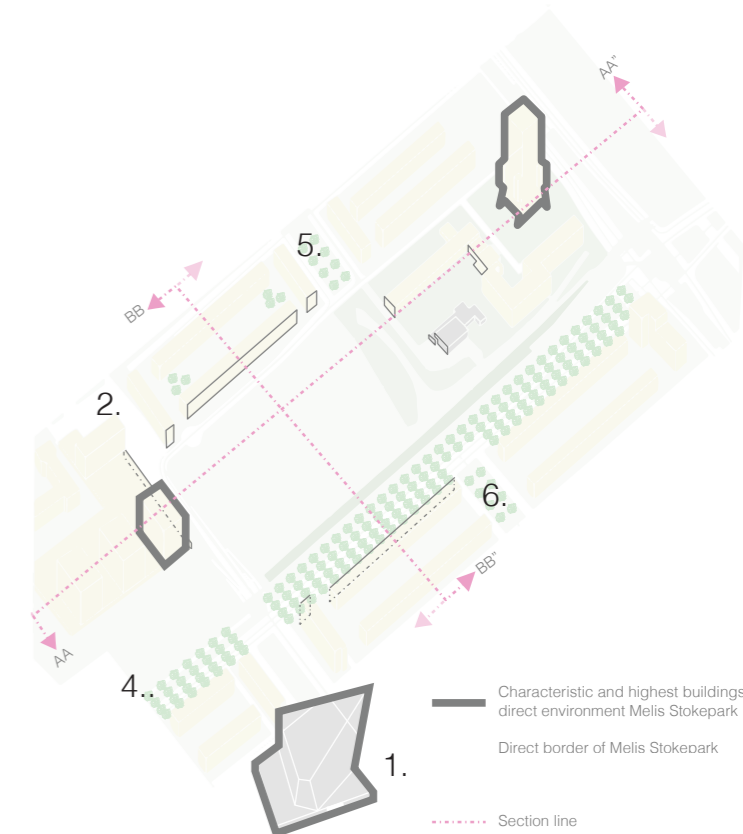 AA"
5.
BB
2.
6.
BB"
AA
4..
1.
Characteristic and highest buildings
direct environment Melis Stokepark
Direct border of Melis Stokepark
Section line